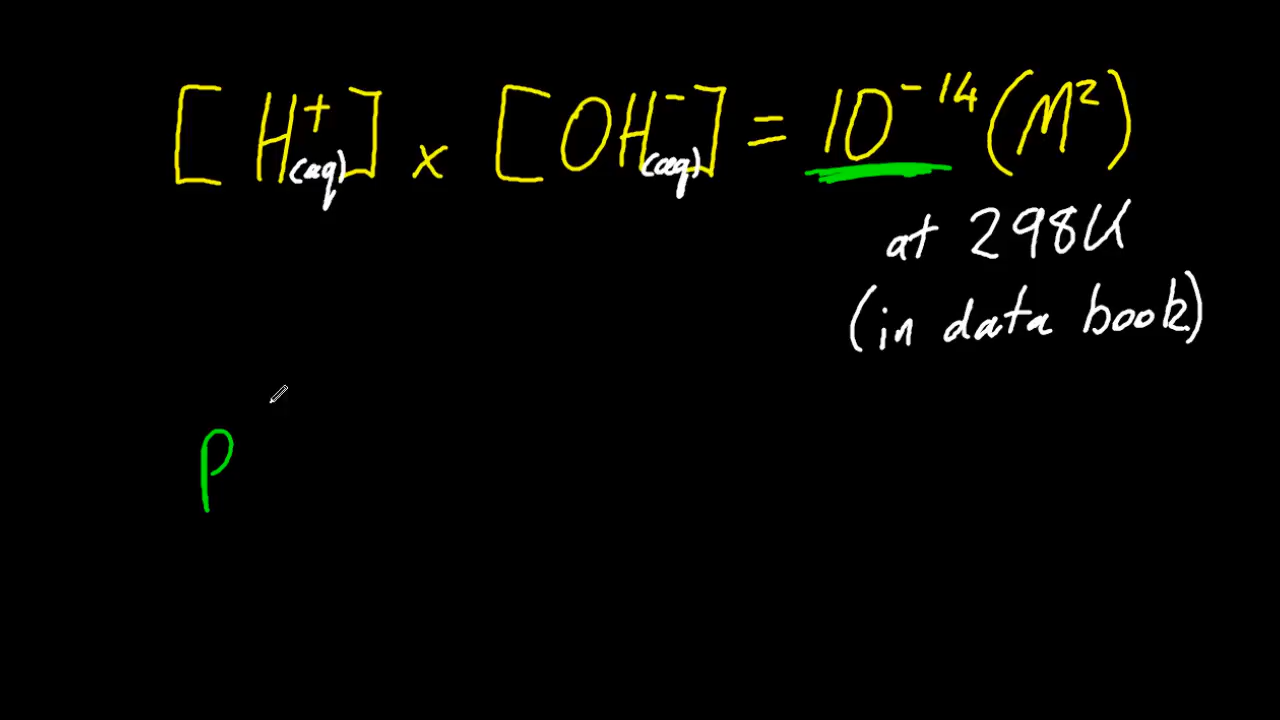 [H⁺(aq)] x [OH⁻(aq)] = 10⁻¹⁴ (M²)
at 298K
(in data book)
P